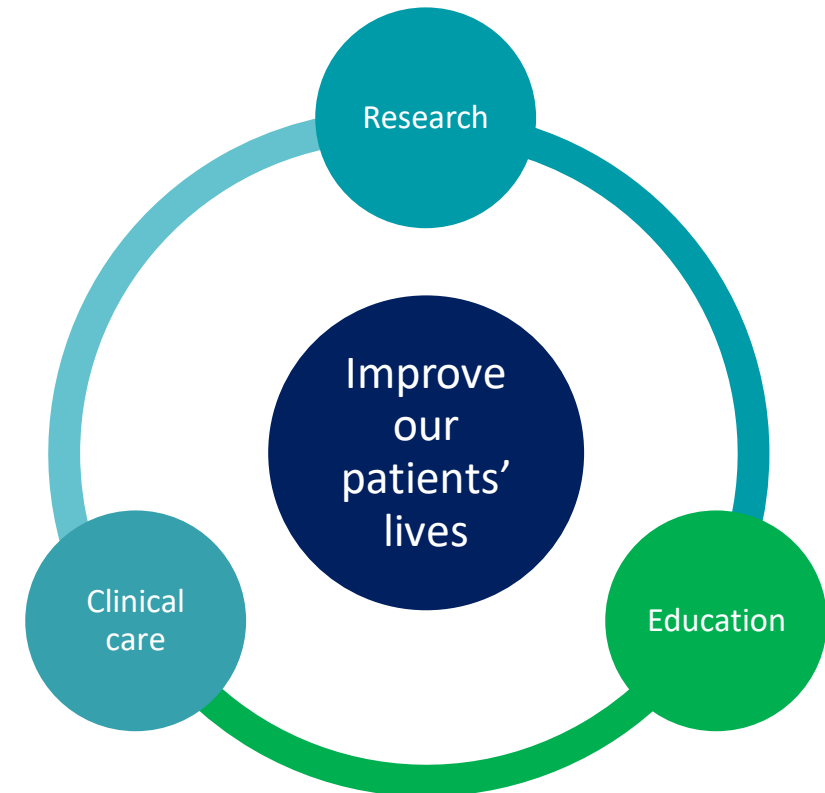 Research
Improve
our
patients’
lives
Clinical
care
Education